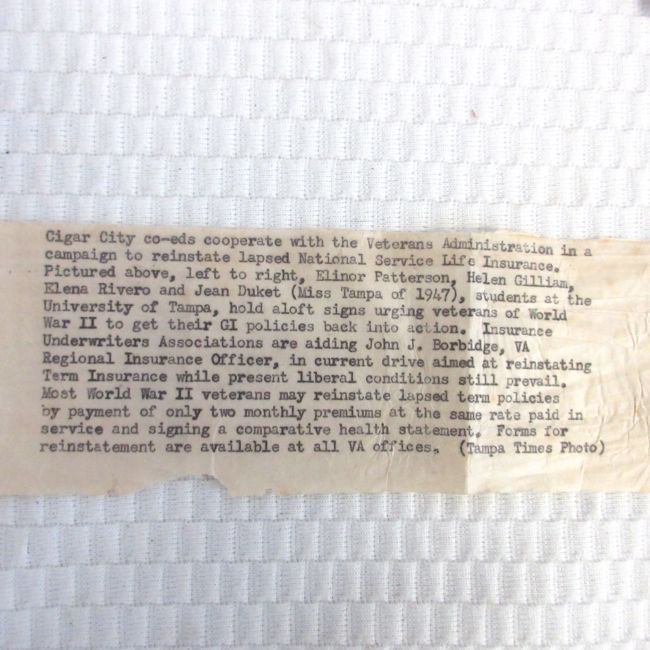 Cigar City co-eds cooperate with the Veterans Administration in a
campaign to reinstate lapsed National Service Life Insurance.
Pictured above, left to right, Elinor Patterson, Helen Gilliam,
Elena Rivero and Jean Duket (Miss Tampa of 1947), students at the
University of Tampa, hold aloft signs urging veterans of World
War II to get their GI policies back into action.  Insurance
Underwriters Associations are aiding John J. Borbidge, VA
Regional Insurance Officer, in current drive aimed at reinstating
Term Insurance while present liberal conditions still prevail.
Most World War II veterans may reinstate lapsed term policies
by payment of only two monthly premiums at the same rate paid in
service and signing a comparative health statement.  Forms for
reinstatement are available at all VA offices.  (Tampa Times Photo)